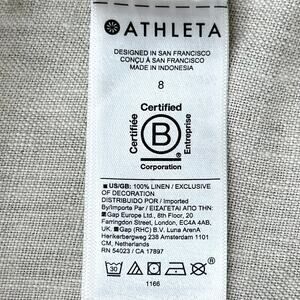 ATHLETA
DESIGNED IN SAN FRANCISCO
CONÇU À SAN FRANCISCO
MADE IN INDONESIA
8
Certified
Certifiée
B
Entreprise
Corporation
■ US/GB: 100% LINEN / EXCLUSIVE
OF DECORATION
DISTRIBUIDO POR / Imported
By/Importe Par / ΕΙΣΑΓΕΤΑΙ ΑΠΟ ΤΗΝ:
■ Gap Europe Ltd., 8th Floor, 20
Farringdon Street, London, EC4A 4AB,
UK. ■ Gap (RHC) B.V. Luna ArenA
Herikerbergweg 238 Amsterdam 1101
CM, Netherlands
RN 54023 / CA 17897
30
1166